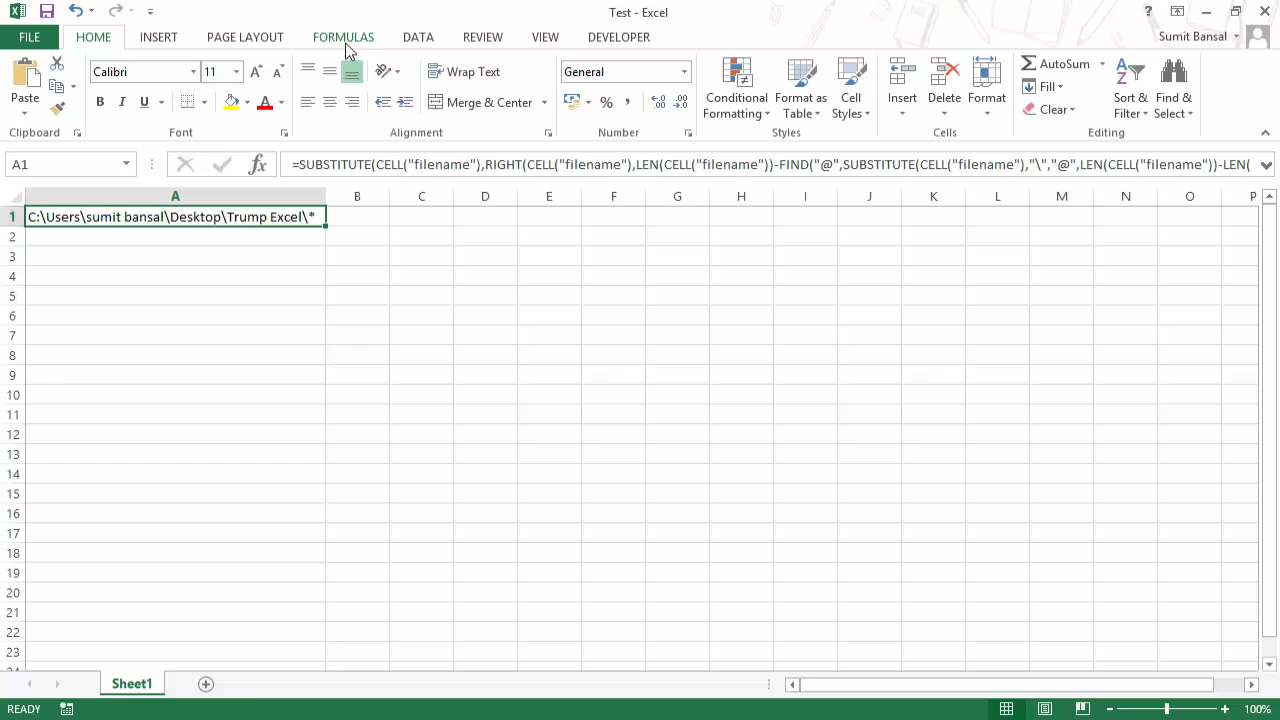 Test - Excel
?
FILE HOME INSERT PAGE LAYOUT FORMULAS DATA REVIEW VIEW DEVELOPER Sumit Bansal
Paste
Clipboard
Calibri 11 A A
B I U A
Font
Wrap Text
Merge & Center
Alignment
General
% ,
Number
Conditional Formatting
Format as Table
Cell Styles
Styles
Insert
Delete
Format
Cells
AutoSum
Fill
Clear
Sort & Filter
Find & Select
Editing
A1 fx =SUBSTITUTE(CELL("filename"),RIGHT(CELL("filename"),LEN(CELL("filename"))-FIND("@",SUBSTITUTE(CELL("filename"),"\","@",LEN(CELL("filename"))-LEN(
A B C D E F G H I J K L M N O P
1 C:\Users\sumit bansal\Desktop\Trump Excel\*
2
3
4
5
6
7
8
9
10
11
12
13
14
15
16
17
18
19
20
21
22
23
Sheet1
READY 100%